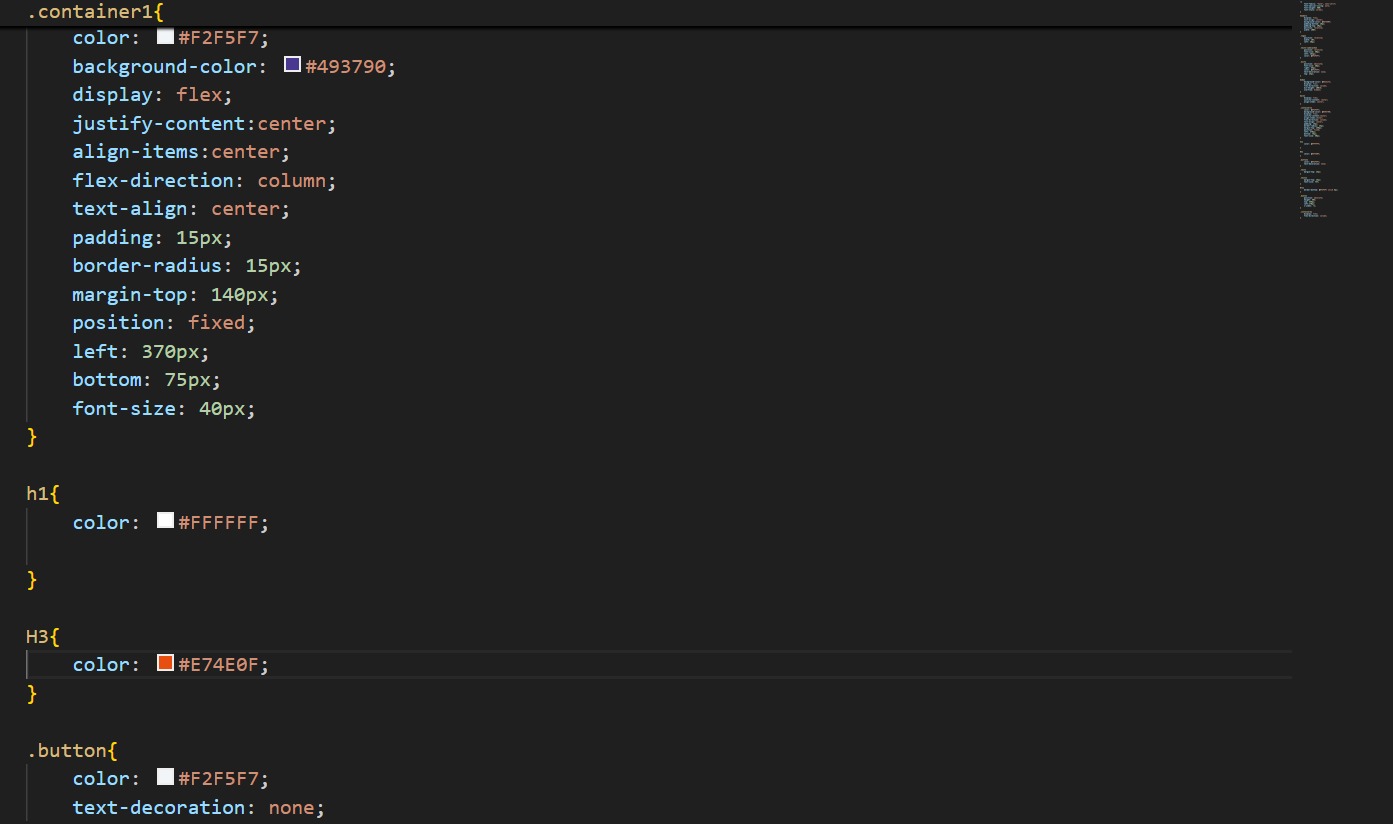 .container1{
color: #F2F5F7;
background-color: #493790;
display: flex;
justify-content:center;
align-items:center;
flex-direction: column;
text-align: center;
padding: 15px;
border-radius: 15px;
margin-top: 140px;
position: fixed;
left: 370px;
bottom: 75px;
font-size: 40px;
}
h1{
color: #FFFFFF;
}
H3{
color: #E74E0F;
}
.button{
color: #F2F5F7;
text-decoration: none;